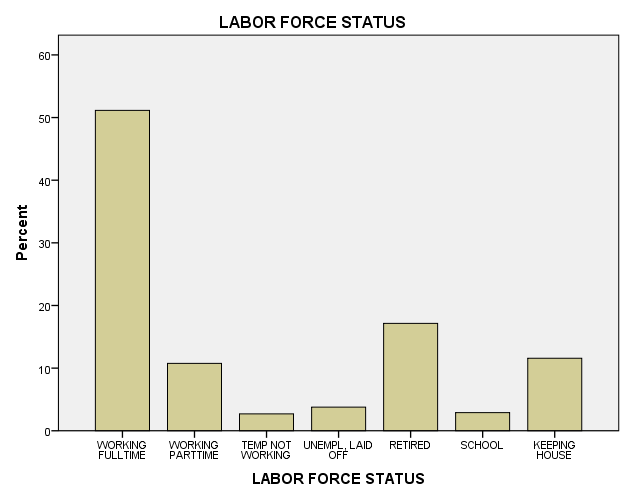 LABOR FORCE STATUS
Percent
60
50
40
30
20
10
0
WORKING
FULLTIME
WORKING
PARTTIME
TEMP NOT
WORKING
UNEMPL, LAID
OFF
RETIRED
SCHOOL
KEEPING
HOUSE
LABOR FORCE STATUS